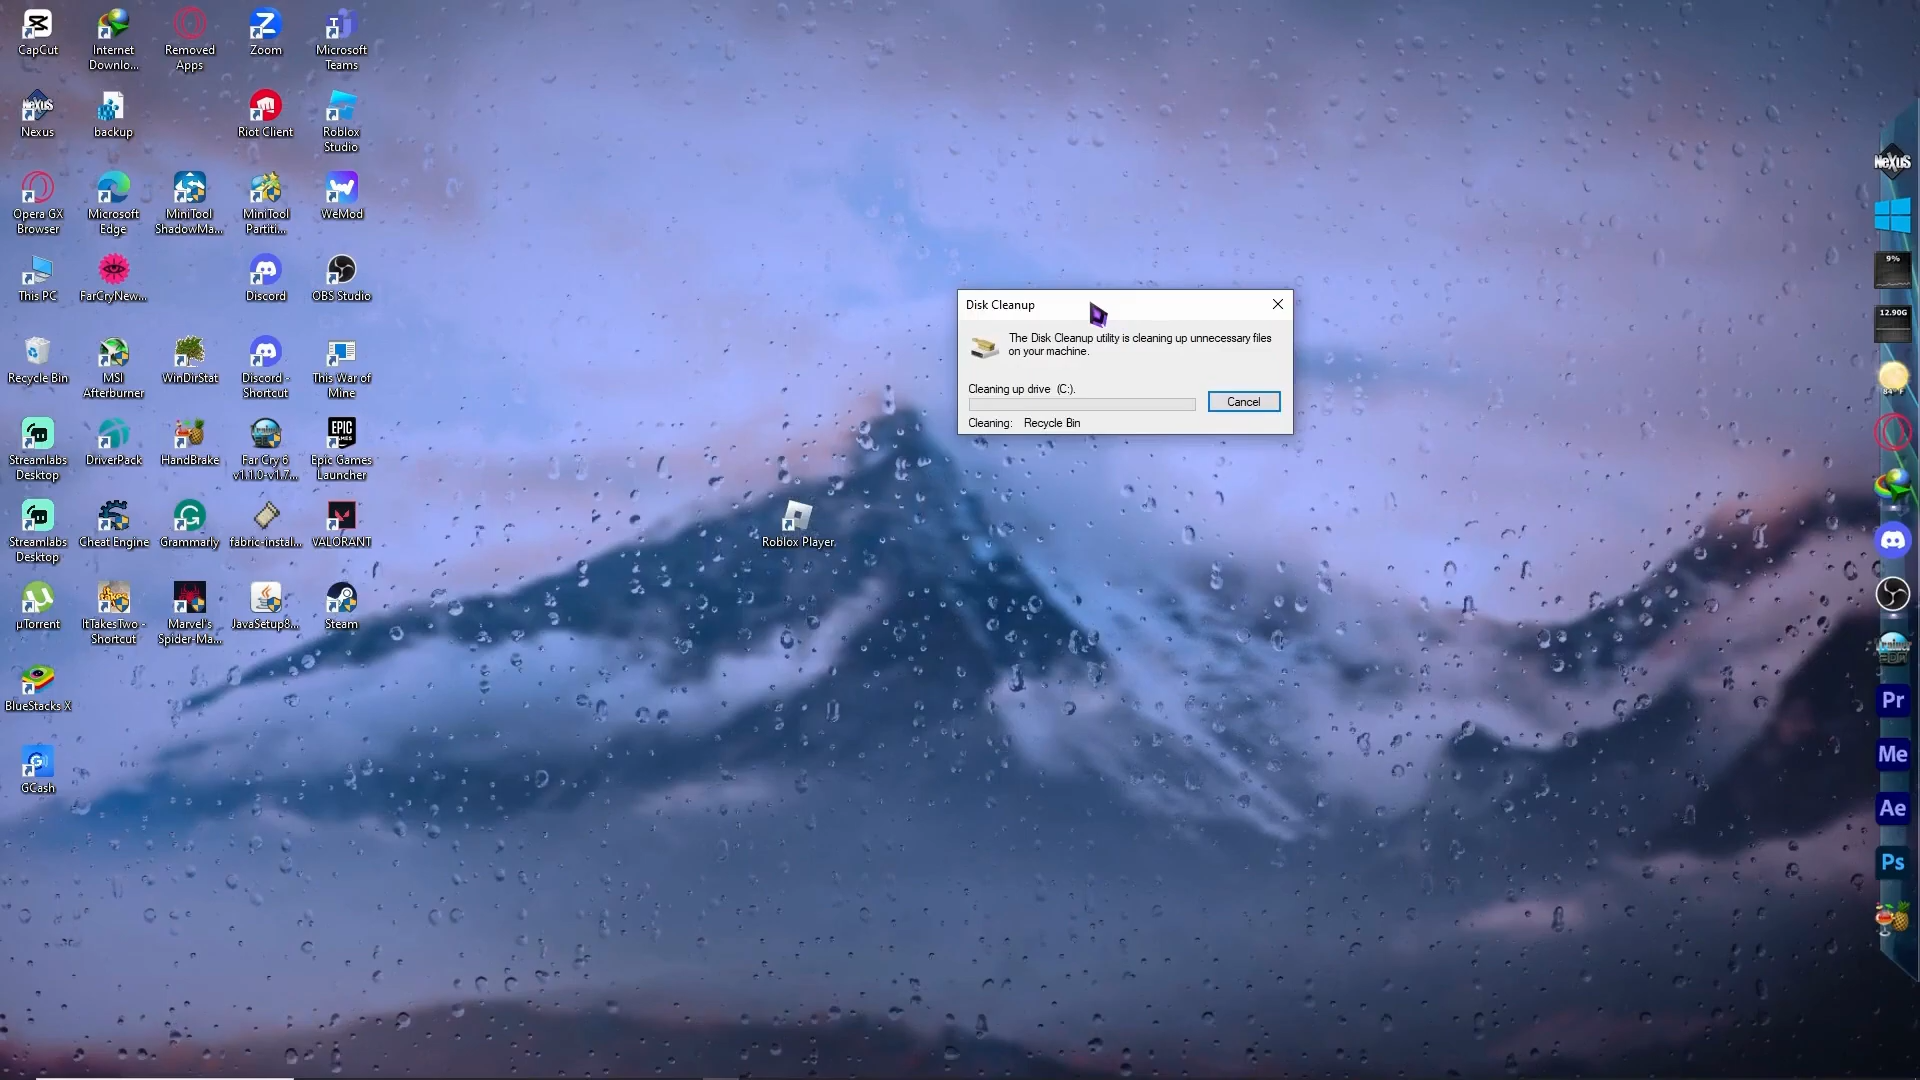 CapCut
Internet
Downlo...
Removed
Apps
Zoom
Microsoft
Teams
NeXuS
Nexus
backup
Riot Client
Roblox
Studio
Opera GX
Browser
Microsoft
Edge
MiniTool
ShadowMa...
MiniTool
Partiti...
WeMod
This PC
FarCryNew...
Discord
OBS Studio
Recycle Bin
MSI
Afterburner
WinDirStat
Discord -
Shortcut
This War of
Mine
Streamlabs
Desktop
DriverPack
HandBrake
Far Cry 6
v1.1.0-v1.7...
EPIC
GAMES
Epic Games
Launcher
Streamlabs
Desktop
Cheat Engine
Grammarly
fabric-instal...
VALORANT
µTorrent
ItTakesTwo -
Shortcut
Marvel's
Spider-Ma...
JavaSetup8...
Steam
BlueStacks X
GCash
Roblox Player
Disk Cleanup
The Disk Cleanup utility is cleaning up unnecessary files
on your machine.
Cleaning up drive (C:).
Cancel
Cleaning: Recycle Bin
NeXuS
9%
12.90G
84°F
Pr
Me
Ae
Ps